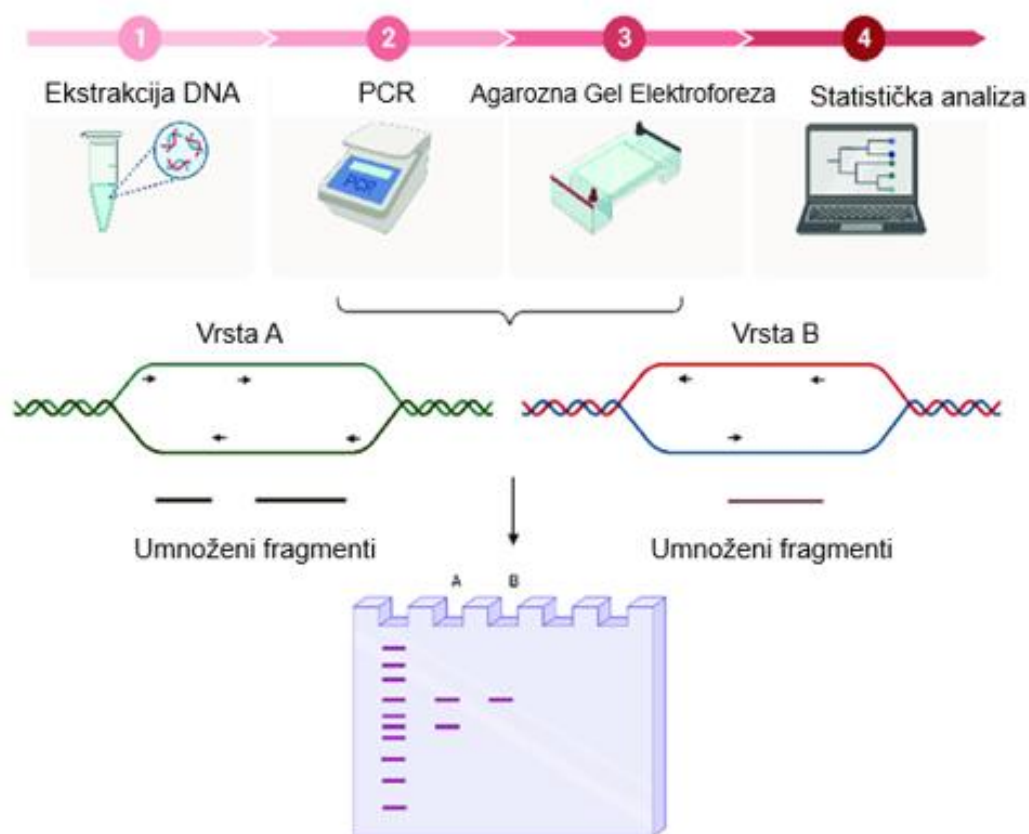 1 2 3 4
Ekstrakcija DNA PCR Agarozna Gel Elektroforeza Statistička analiza
PCR
Vrsta A Vrsta B
Umnoženi fragmenti Umnoženi fragmenti
A B